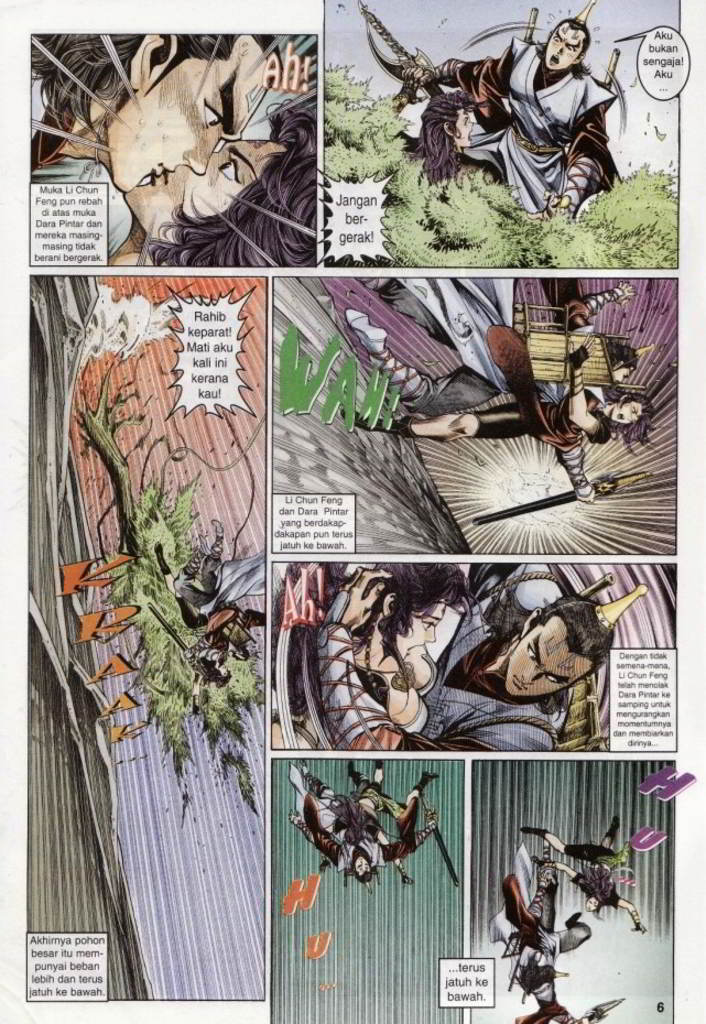 Ah!
Muka Li Chun
Feng pun rebah
di atas muka
Dara Pintar dan
mereka masing-
masing tidak
berani bergerak.
Aku
bukan
sengaja!
Aku
...
Jangan
ber-
gerak!
Rahib
keparat!
Mati aku
kali ini
kerana
kau!
KRRAAK..
Akhirnya pohon
besar itu mem-
punyai beban
lebih dan terus
jatuh ke bawah.
WAH!
Li Chun Feng
dan Dara Pintar
yang berdakap-
dakapan pun terus
jatuh ke bawah.
Ah!
Dengan tidak
semena-mena,
Li Chun Feng
telah menolak
Dara Pintar ke
samping untuk
mengurangkan
momentumnya
dan membiarkan
dirinya...
HU..
HU
...terus
jatuh ke
bawah.
6